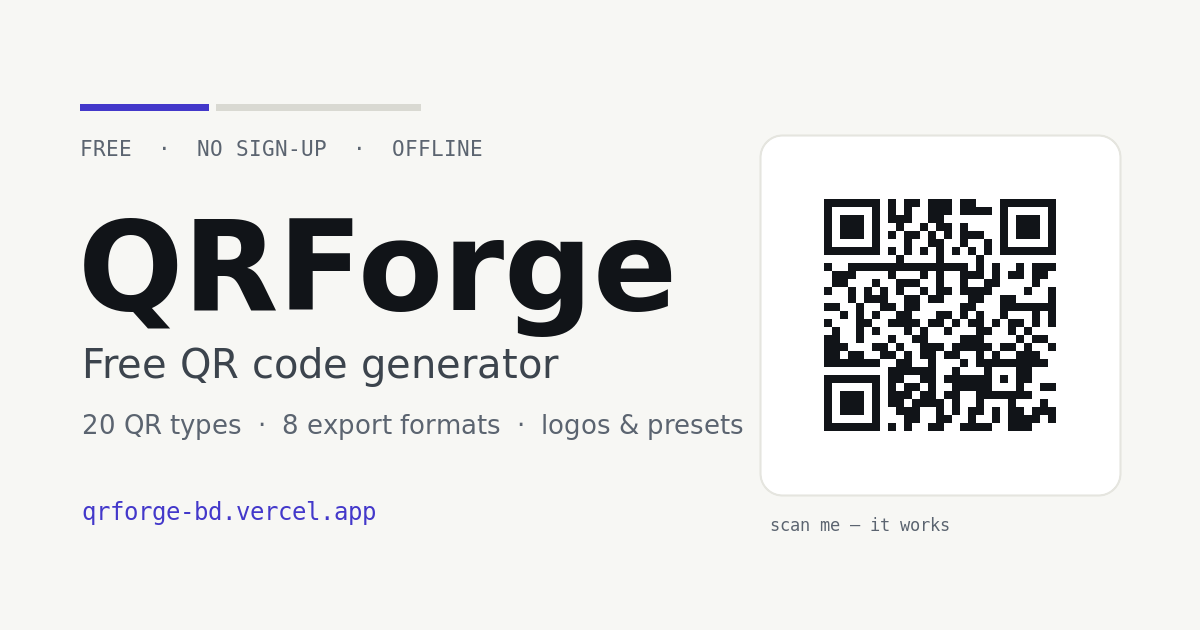 FREE · NO SIGN-UP · OFFLINE
QRForge
Free QR code generator
20 QR types · 8 export formats · logos & presets
qrforge-bd.vercel.app
scan me — it works